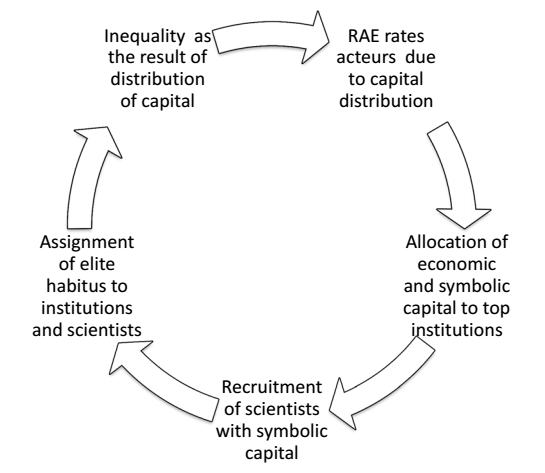 Inequality as
the result of
distribution
of capital
RAE rates
acteurs due
to capital
distribution
Allocation of
economic
and symbolic
capital to top
institutions
Recruitment
of scientists
with symbolic
capital
Assignment
of elite
habitus to
institutions
and scientists